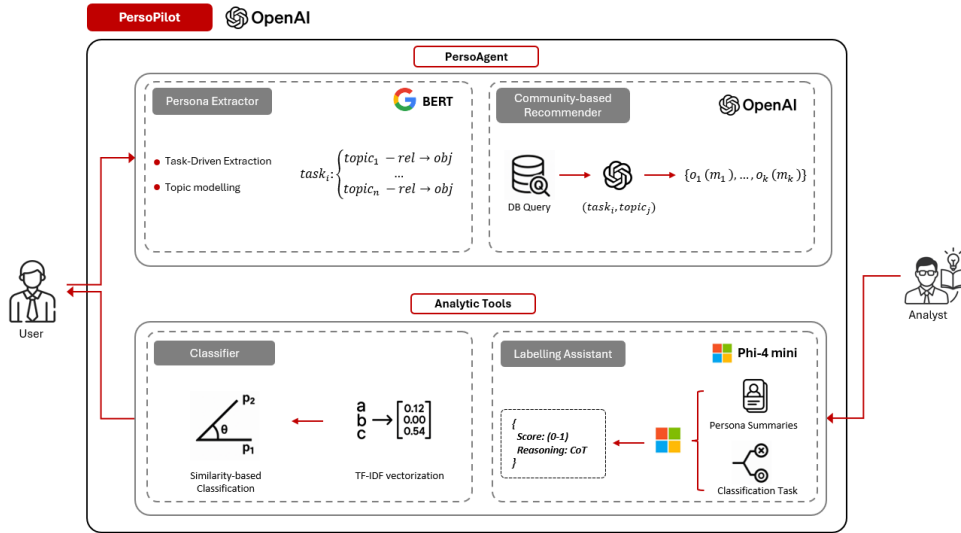 PersoPilot
OpenAI
PersoAgent
Persona Extractor
BERT
Task-Driven Extraction
Topic modelling
task_i: { topic_1 − rel → obj
...
topic_n − rel → obj
Community-based
Recommender
OpenAI
DB Query
(task_i, topic_j)
{o_1 (m_1), ..., o_k (m_k)}
User
Analyst
Analytic Tools
Classifier
P2
θ
P1
Similarity-based
Classification
a
b
c
0.12
0.00
0.54
TF-IDF vectorization
Labelling Assistant
Phi-4 mini
{
Score: (0-1)
Reasoning: CoT
}
Persona Summaries
Classification Task